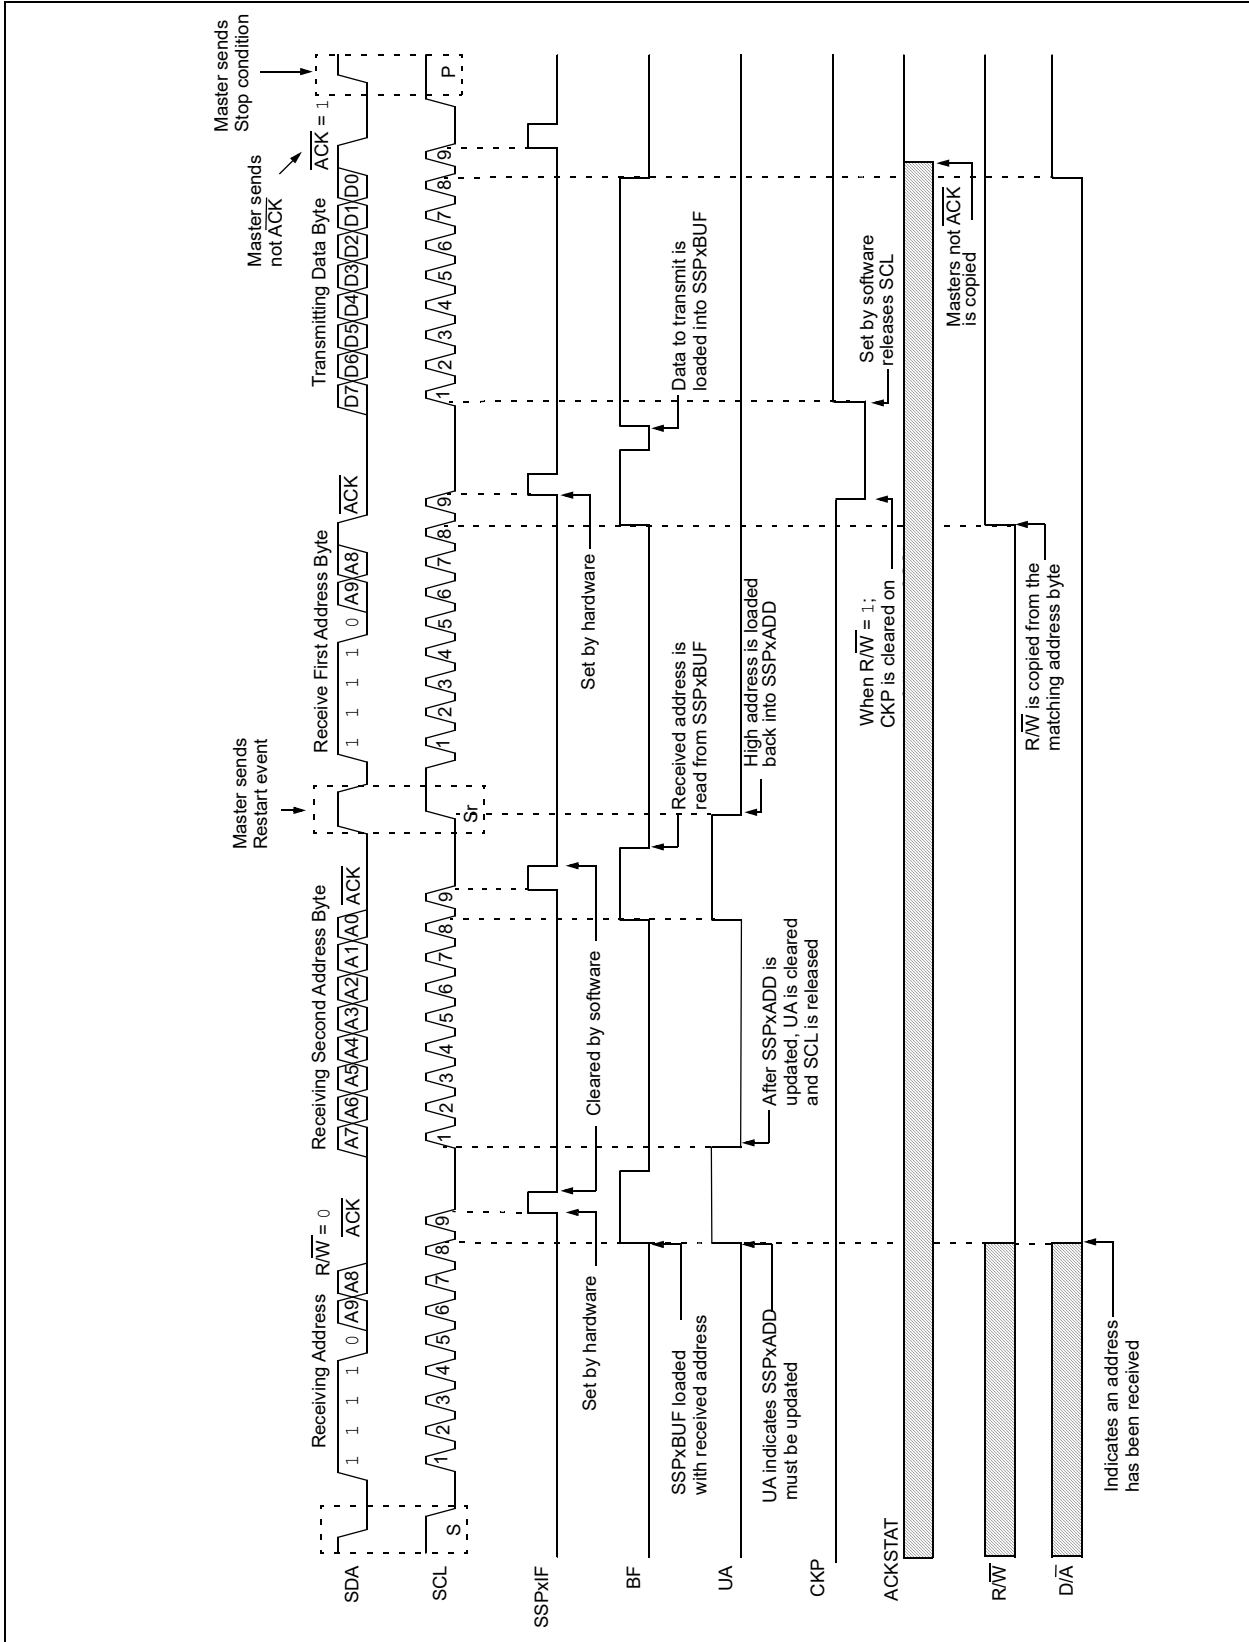 Master sends
Stop condition
Master sends
not A̅C̅K̅
Master sends
Restart event
Receiving Address R/W̅ = 0
Receiving Second Address Byte
Receive First Address Byte
Transmitting Data Byte
A̅C̅K̅ = 1
SDA
1 1 1 1 0 A9 A8 A̅C̅K̅
A7 A6 A5 A4 A3 A2 A1 A0 A̅C̅K̅
1 1 1 1 0 A9 A8 A̅C̅K̅
D7 D6 D5 D4 D3 D2 D1 D0
SCL
S 1 2 3 4 5 6 7 8 9
1 2 3 4 5 6 7 8 9
Sr 1 2 3 4 5 6 7 8 9
1 2 3 4 5 6 7 8 9 P
SSPxIF
Set by hardware
Cleared by software
Set by hardware
BF
SSPxBUF loaded
with received address
Received address is
read from SSPxBUF
Data to transmit is
loaded into SSPxBUF
UA
UA indicates SSPxADD
must be updated
After SSPxADD is
updated, UA is cleared
and SCL is released
High address is loaded
back into SSPxADD
CKP
When R/W̅ = 1;
CKP is cleared on
Set by software
releases SCL
ACKSTAT
Masters not A̅C̅K̅
is copied
R/W̅
R/W̅ is copied from the
matching address byte
D/A̅
Indicates an address
has been received